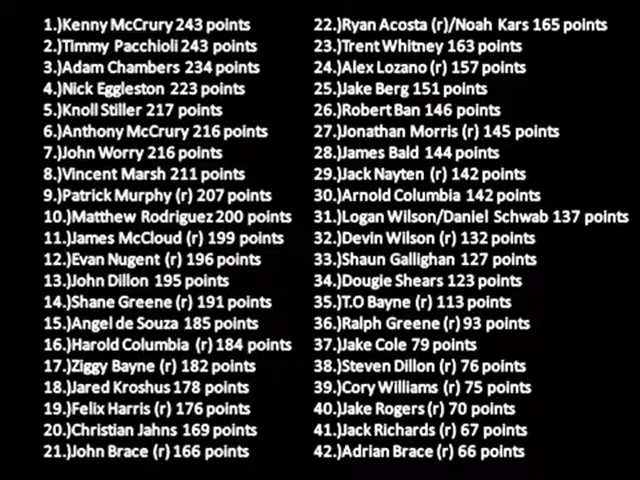 1.)Kenny McCrury 243 points
2.)Timmy Pacchioli 243 points
3.)Adam Chambers 234 points
4.)Nick Eggleston 223 points
5.)Knoll Stiller 217 points
6.)Anthony McCrury 216 points
7.)John Worry 216 points
8.)Vincent Marsh 211 points
9.)Patrick Murphy (r) 207 points
10.)Matthew Rodriguez 200 points
11.)James McCloud (r) 199 points
12.)Evan Nugent (r) 196 points
13.)John Dillon 195 points
14.)Shane Greene (r) 191 points
15.)Angel de Souza 185 points
16.)Harold Columbia (r) 184 points
17.)Ziggy Bayne (r) 182 points
18.)Jared Kroshus 178 points
19.)Felix Harris (r) 176 points
20.)Christian Jahns 169 points
21.)John Brace (r) 166 points
22.)Ryan Acosta (r)/Noah Kars 165 points
23.)Trent Whitney 163 points
24.)Alex Lozano (r) 157 points
25.)Jake Berg 151 points
26.)Robert Ban 146 points
27.)Jonathan Morris (r) 145 points
28.)James Bald 144 points
29.)Jack Nayten (r) 142 points
30.)Arnold Columbia 142 points
31.)Logan Wilson/Daniel Schwab 137 points
32.)Devin Wilson (r) 132 points
33.)Shaun Gallighan 127 points
34.)Dougie Shears 123 points
35.)T.O Bayne (r) 113 points
36.)Ralph Greene (r) 93 points
37.)Jake Cole 79 points
38.)Steven Dillon (r) 76 points
39.)Cory Williams (r) 75 points
40.)Jake Rogers (r) 70 points
41.)Jack Richards (r) 67 points
42.)Adrian Brace (r) 66 points